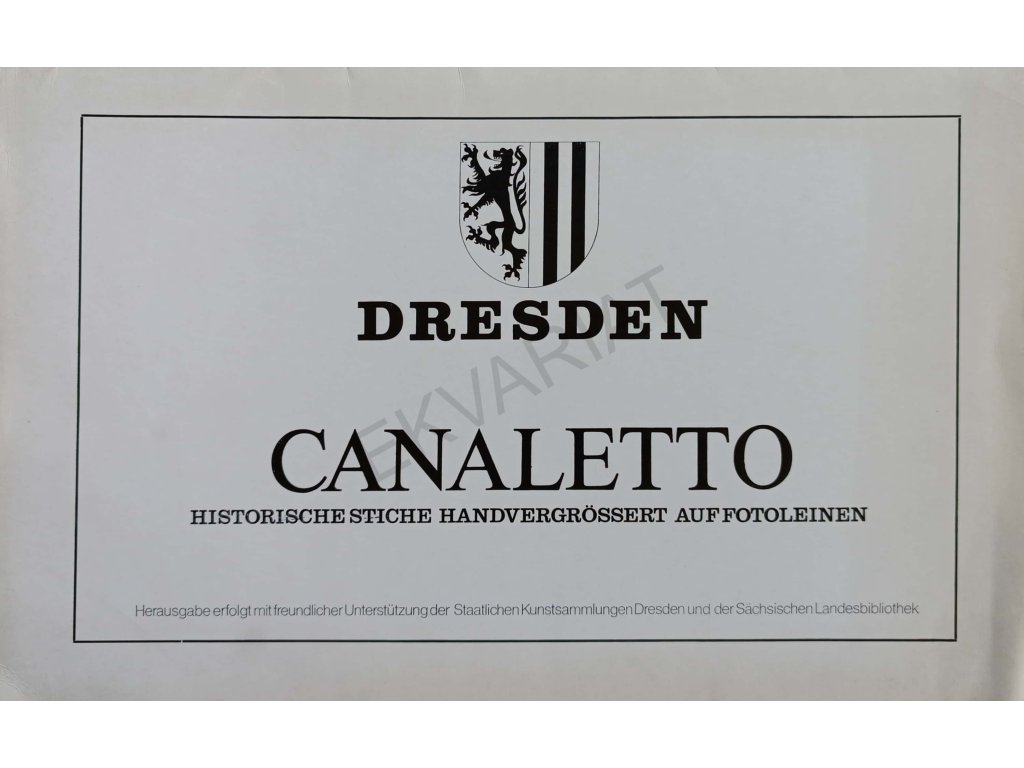 DRESDEN
CANALETTO
HISTORISCHE STICHE HANDVERGRÖSSERT AUF FOTOLEINEN
Herausgabe erfolgt mit freundlicher Unterstützung der Staatlichen Kunstsammlungen Dresden und der Sächsischen Landesbibliothek
EKVARIAT